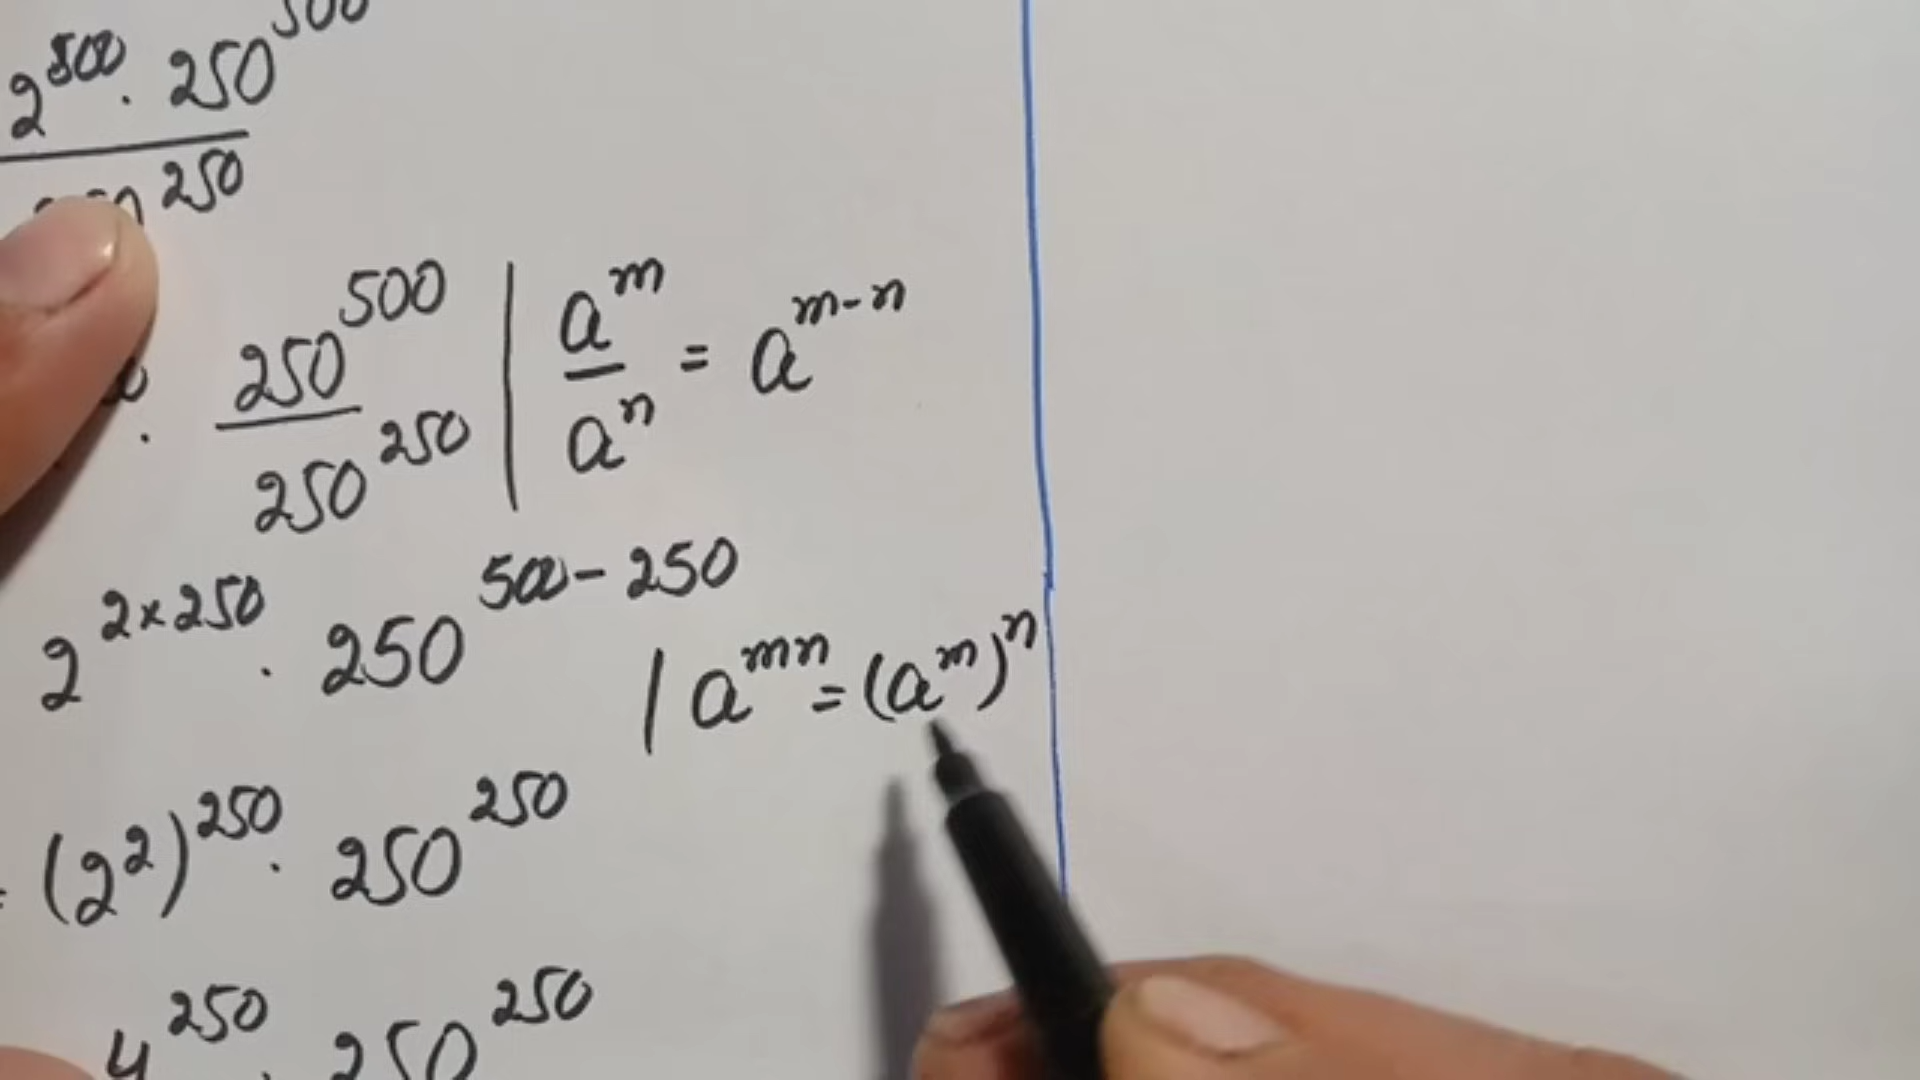 2^500 . 250^500
250
. 250^500 / 250^250 | a^m / a^n = a^m-n
2^2×250 . 250^500-250 | a^mn = (a^m)^n
= (2^2)^250 . 250^250
4^250 . 250^250